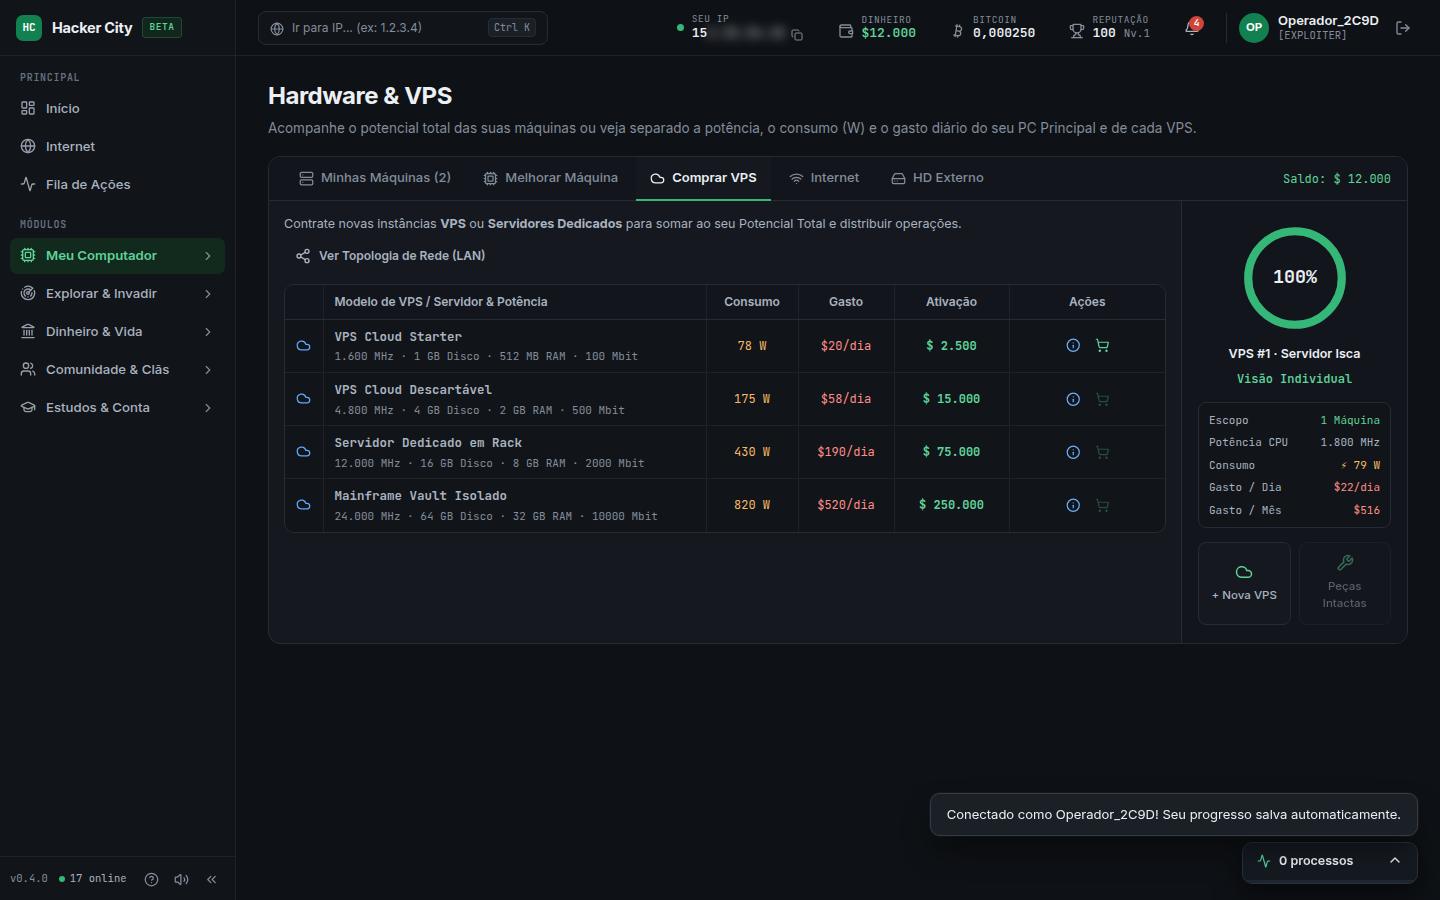 HC Hacker City BETA
Ir para IP... (ex: 1.2.3.4) Ctrl K
SEU IP
15
DINHEIRO
$12.000
BITCOIN
0,000250
REPUTAÇÃO
100 Nv.1
4
OP
Operador_2C9D
[EXPLOITER]
PRINCIPAL
Início
Internet
Fila de Ações
MÓDULOS
Meu Computador
Explorar & Invadir
Dinheiro & Vida
Comunidade & Clãs
Estudos & Conta
v0.4.0 17 online
Hardware & VPS
Acompanhe o potencial total das suas máquinas ou veja separado a potência, o consumo (W) e o gasto diário do seu PC Principal e de cada VPS.
Minhas Máquinas (2) Melhorar Máquina Comprar VPS Internet HD Externo Saldo: $ 12.000
Contrate novas instâncias VPS ou Servidores Dedicados para somar ao seu Potencial Total e distribuir operações.
Ver Topologia de Rede (LAN)
Modelo de VPS / Servidor & Potência Consumo Gasto Ativação Ações
VPS Cloud Starter
1.600 MHz · 1 GB Disco · 512 MB RAM · 100 Mbit
78 W $20/dia $ 2.500
VPS Cloud Descartável
4.800 MHz · 4 GB Disco · 2 GB RAM · 500 Mbit
175 W $58/dia $ 15.000
Servidor Dedicado em Rack
12.000 MHz · 16 GB Disco · 8 GB RAM · 2000 Mbit
430 W $190/dia $ 75.000
Mainframe Vault Isolado
24.000 MHz · 64 GB Disco · 32 GB RAM · 10000 Mbit
820 W $520/dia $ 250.000
100%
VPS #1 · Servidor Isca
Visão Individual
Escopo 1 Máquina
Potência CPU 1.800 MHz
Consumo ⚡ 79 W
Gasto / Dia $22/dia
Gasto / Mês $516
+ Nova VPS
Peças
Intactas
Conectado como Operador_2C9D! Seu progresso salva automaticamente.
0 processos